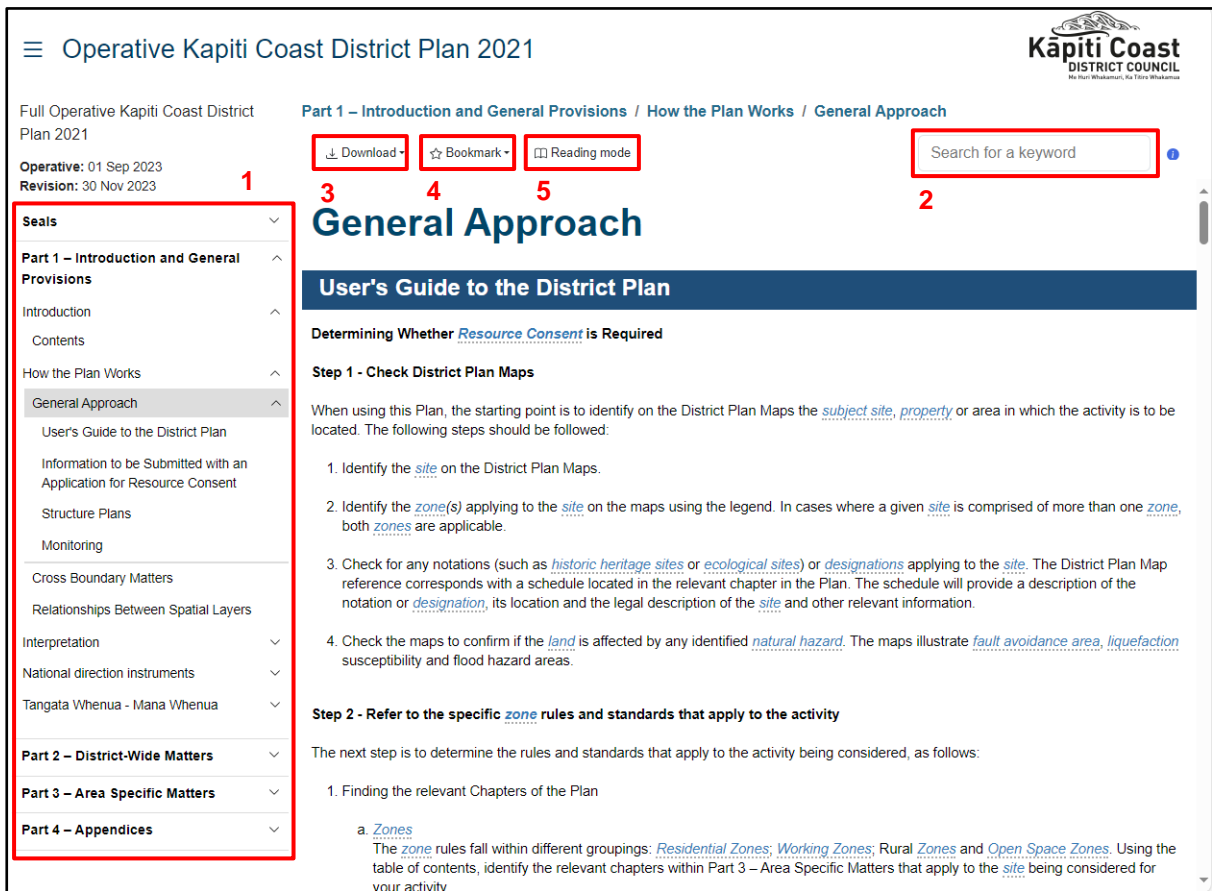 Operative Kapiti Coast District Plan 2021
Kāpiti Coast
DISTRICT COUNCIL
Me Huri Whakamuri, Ka Titiro Whakamua
Full Operative Kapiti Coast District
Plan 2021
Operative: 01 Sep 2023
Revision: 30 Nov 2023
1
Seals
Part 1 – Introduction and General
Provisions
Introduction
Contents
How the Plan Works
General Approach
User's Guide to the District Plan
Information to be Submitted with an
Application for Resource Consent
Structure Plans
Monitoring
Cross Boundary Matters
Relationships Between Spatial Layers
Interpretation
National direction instruments
Tangata Whenua - Mana Whenua
Part 2 – District-Wide Matters
Part 3 – Area Specific Matters
Part 4 – Appendices
Part 1 – Introduction and General Provisions / How the Plan Works / General Approach
Download
Bookmark
Reading mode
Search for a keyword
3
4
5
2
General Approach
User's Guide to the District Plan
Determining Whether Resource Consent is Required
Step 1 - Check District Plan Maps
When using this Plan, the starting point is to identify on the District Plan Maps the subject site, property or area in which the activity is to be
located. The following steps should be followed:
1. Identify the site on the District Plan Maps.
2. Identify the zone(s) applying to the site on the maps using the legend. In cases where a given site is comprised of more than one zone,
both zones are applicable.
3. Check for any notations (such as historic heritage sites or ecological sites) or designations applying to the site. The District Plan Map
reference corresponds with a schedule located in the relevant chapter in the Plan. The schedule will provide a description of the
notation or designation, its location and the legal description of the site and other relevant information.
4. Check the maps to confirm if the land is affected by any identified natural hazard. The maps illustrate fault avoidance area, liquefaction
susceptibility and flood hazard areas.
Step 2 - Refer to the specific zone rules and standards that apply to the activity
The next step is to determine the rules and standards that apply to the activity being considered, as follows:
1. Finding the relevant Chapters of the Plan
a. Zones
The zone rules fall within different groupings: Residential Zones; Working Zones; Rural Zones and Open Space Zones. Using the
table of contents, identify the relevant chapters within Part 3 – Area Specific Matters that apply to the site being considered for
your activity